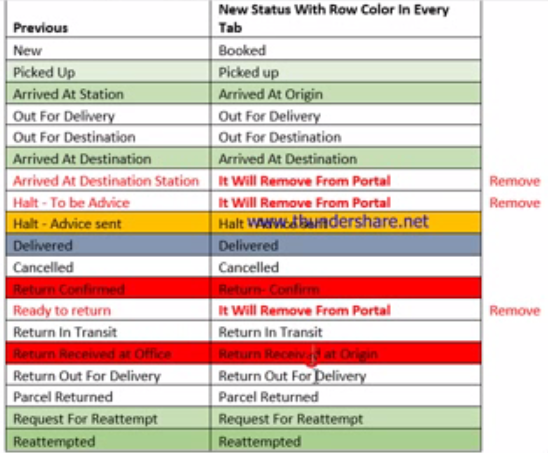 New Status With Row Color In Every
Previous Tab
New Booked
Picked Up Picked up
Arrived At Station Arrived At Origin
Out For Delivery Out For Delivery
Out For Destination Out For Destination
Arrived At Destination Arrived At Destination
Arrived At Destination Station It Will Remove From Portal Remove
Halt - To be Advice It Will Remove From Portal Remove
Halt - Advice sent Halt - Advice sent
www.thundershare.net
Delivered Delivered
Cancelled Cancelled
Return Confirmed Return- Confirm
Ready to return It Will Remove From Portal Remove
Return In Transit Return In Transit
Return Received at Office Return Received at Origin
Return Out For Delivery Return Out For Delivery
Parcel Returned Parcel Returned
Request For Reattempt Request For Reattempt
Reattempted Reattempted